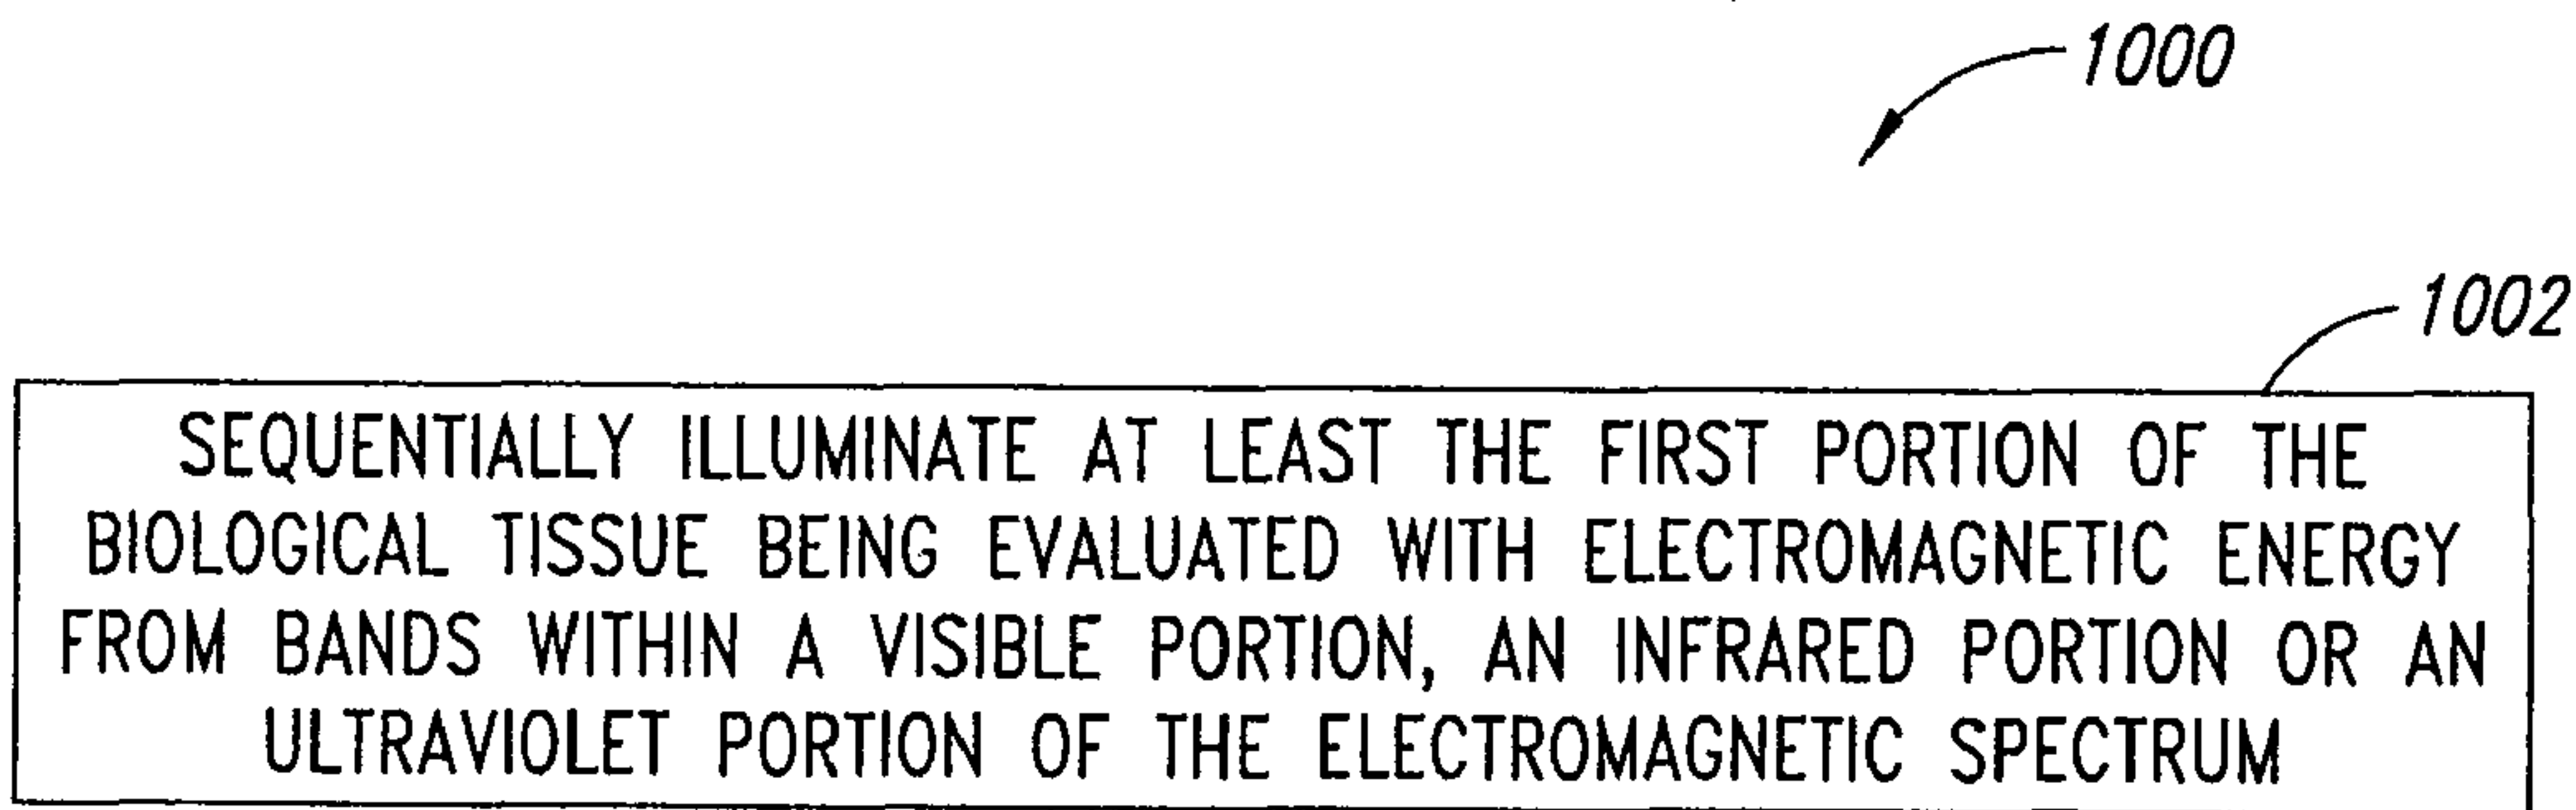 1000
1002
SEQUENTIALLY ILLUMINATE AT LEAST THE FIRST PORTION OF THE
BIOLOGICAL TISSUE BEING EVALUATED WITH ELECTROMAGNETIC ENERGY
FROM BANDS WITHIN A VISIBLE PORTION, AN INFRARED PORTION OR AN
ULTRAVIOLET PORTION OF THE ELECTROMAGNETIC SPECTRUM